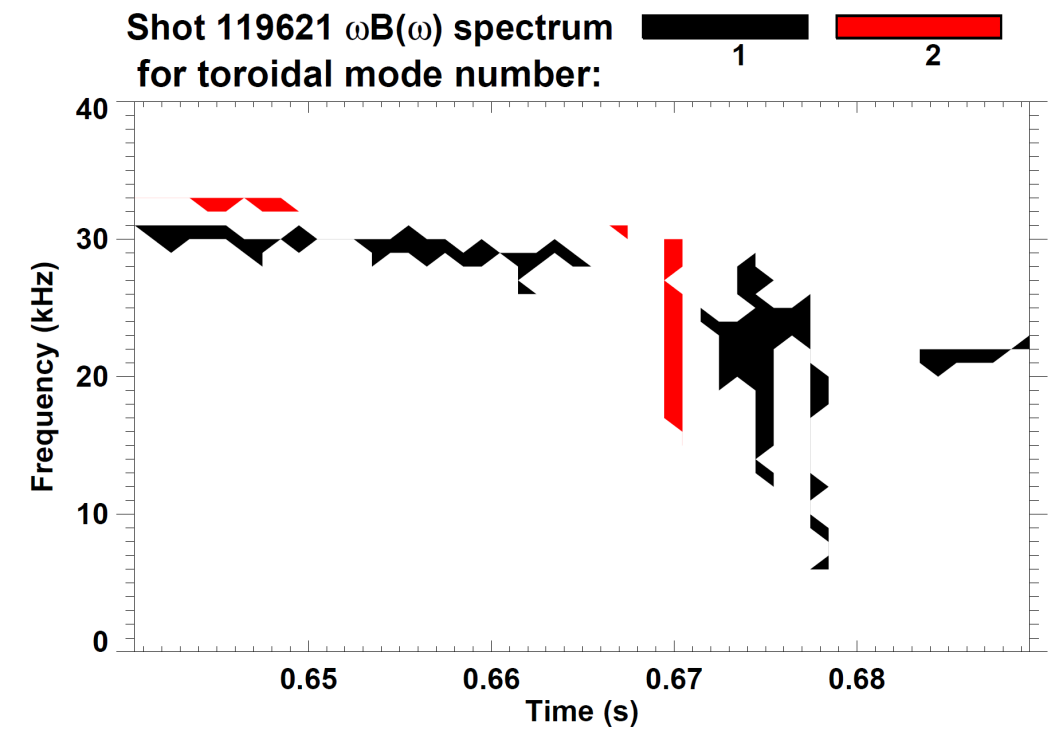 Shot 119621 ωB(ω) spectrum
for toroidal mode number:
1 2
40
30
20
10
0
Frequency (kHz)
0.65 0.66 0.67 0.68
Time (s)